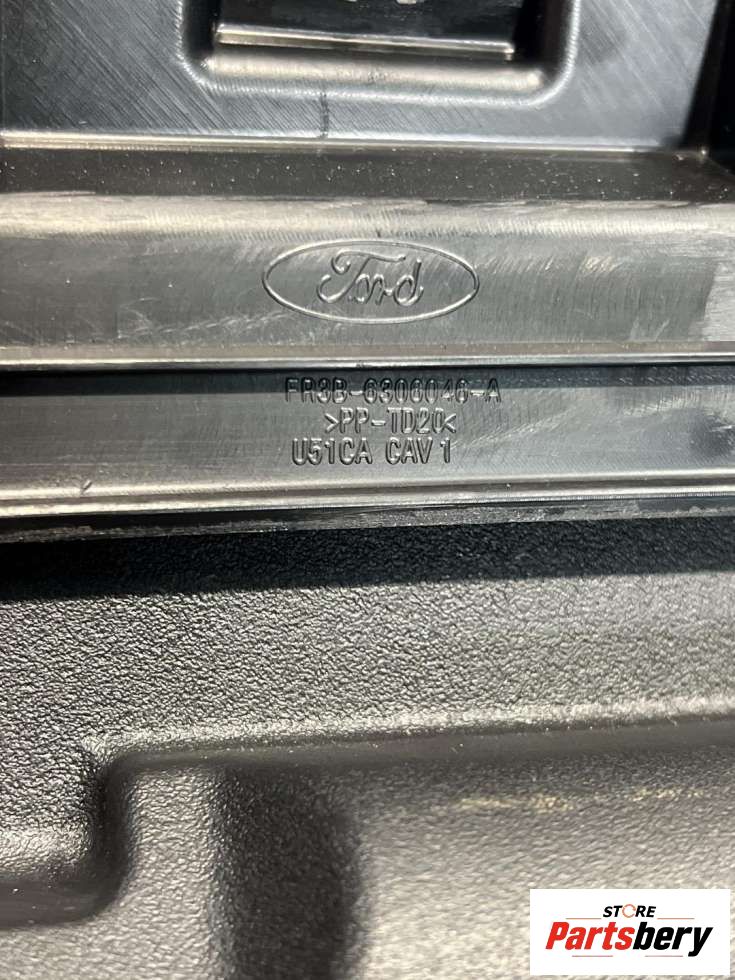 Ford
FR3B-6306046-A
>PP-TD20<
U51CA CAV 1
STORE
Partsbery